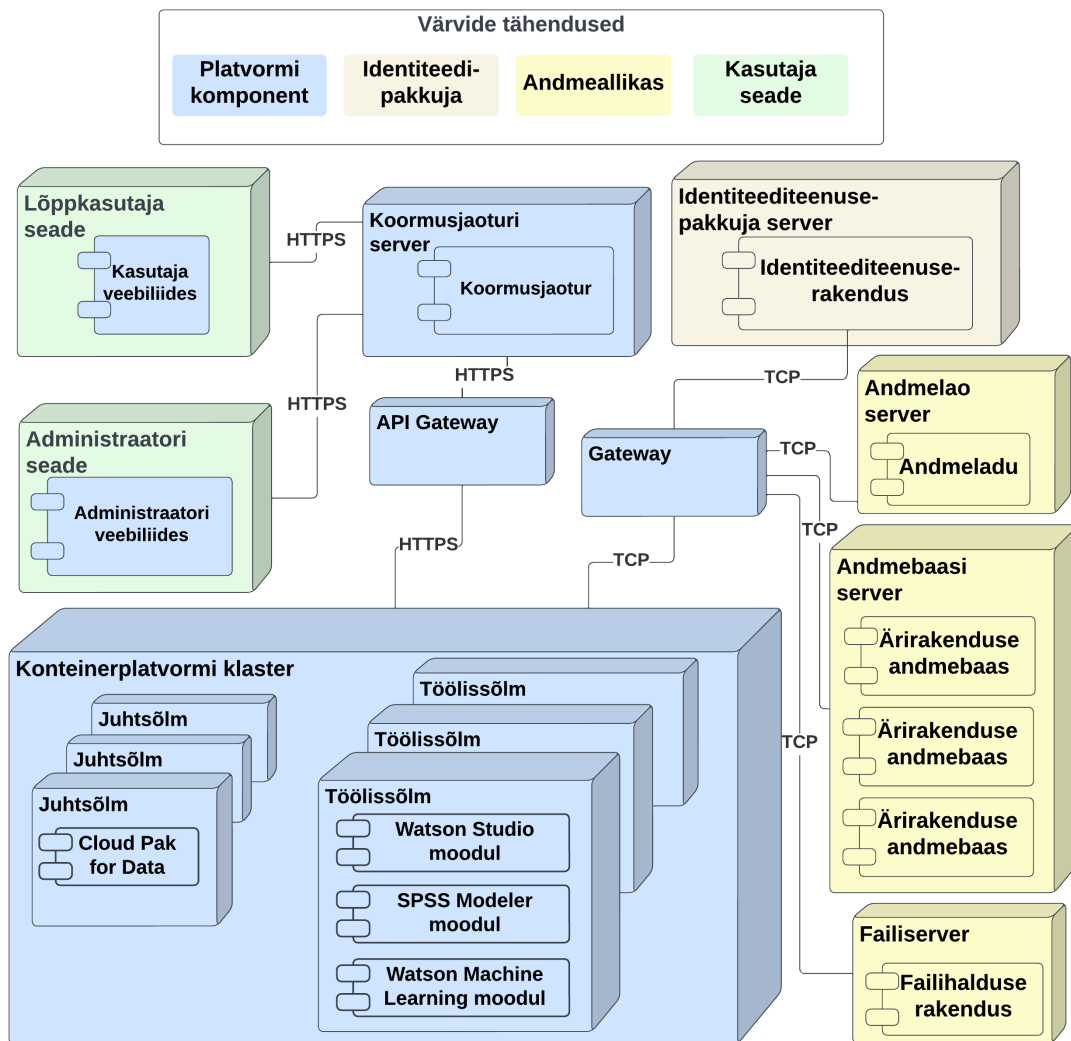 Värvide tähendused
Platvormi
komponent
Identiteedi-
pakkuja
Andmeallikas
Kasutaja
seade
Lõppkasutaja
seade
Kasutaja
veebiliides
HTTPS
Koormusjaoturi
server
Koormusjaotur
Identiteediteenuse-
pakkuja server
Identiteediteenuse-
rakendus
HTTPS
HTTPS
TCP
Administraatori
seade
Administraatori
veebiliides
API Gateway
Gateway
TCP
Andmelao
server
Andmeladu
HTTPS
TCP
TCP
Andmebaasi
server
Ärirakenduse
andmebaas
Ärirakenduse
andmebaas
Ärirakenduse
andmebaas
TCP
Konteinerplatvormi klaster
Juhtsõlm
Juhtsõlm
Juhtsõlm
Cloud Pak
for Data
Töölissõlm
Töölissõlm
Töölissõlm
Watson Studio
moodul
SPSS Modeler
moodul
Watson Machine
Learning moodul
Failiserver
Failihalduse
rakendus